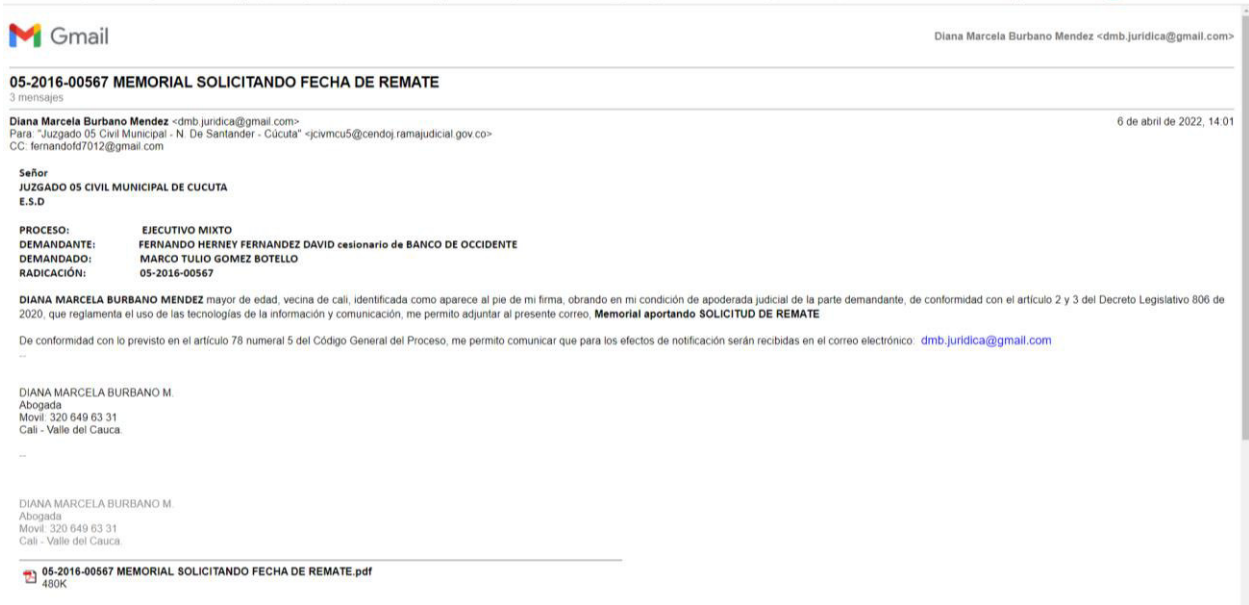 Gmail
Diana Marcela Burbano Mendez <dmb.juridica@gmail.com>
05-2016-00567 MEMORIAL SOLICITANDO FECHA DE REMATE
3 mensajes
Diana Marcela Burbano Mendez <dmb.juridica@gmail.com>
6 de abril de 2022, 14:01
Para: "Juzgado 05 Civil Municipal - N. De Santander - Cúcuta" <jcivmcu5@cendoj.ramajudicial.gov.co>
CC: fernandofd7012@gmail.com
Señor
JUZGADO 05 CIVIL MUNICIPAL DE CUCUTA
E.S.D
PROCESO: EJECUTIVO MIXTO
DEMANDANTE: FERNANDO HERNEY FERNANDEZ DAVID cesionario de BANCO DE OCCIDENTE
DEMANDADO: MARCO TULIO GOMEZ BOTELLO
RADICACIÓN: 05-2016-00567
DIANA MARCELA BURBANO MENDEZ mayor de edad, vecina de cali, identificada como aparece al pie de mi firma, obrando en mi condición de apoderada judicial de la parte demandante, de conformidad con el artículo 2 y 3 del Decreto Legislativo 806 de
2020, que reglamenta el uso de las tecnologías de la información y comunicación, me permito adjuntar al presente correo, Memorial aportando SOLICITUD DE REMATE
De conformidad con lo previsto en el artículo 78 numeral 5 del Código General del Proceso, me permito comunicar que para los efectos de notificación serán recibidas en el correo electrónico: dmb.juridica@gmail.com
--
DIANA MARCELA BURBANO M.
Abogada
Movil: 320 649 63 31
Cali - Valle del Cauca.
--
DIANA MARCELA BURBANO M.
Abogada
Movil: 320 649 63 31
Cali - Valle del Cauca.
05-2016-00567 MEMORIAL SOLICITANDO FECHA DE REMATE.pdf
480K